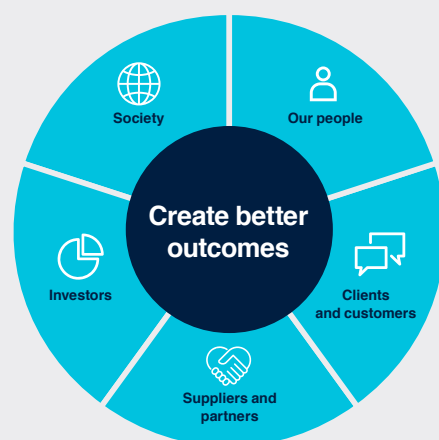 Society
Our people
Create better
outcomes
Investors
Clients
and customers
Suppliers and
partners